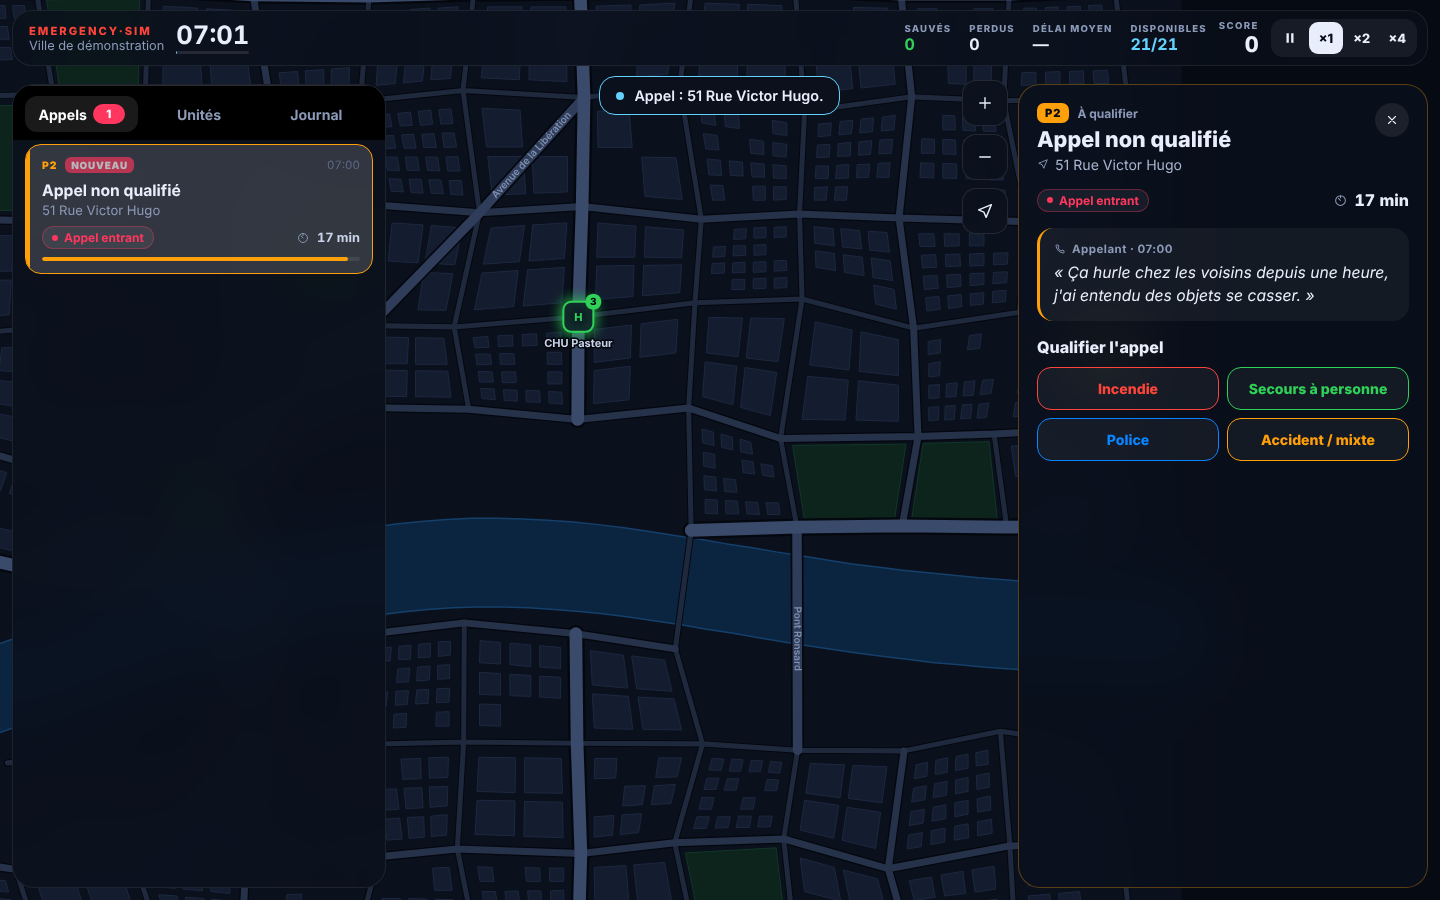 EMERGENCY·SIM
Ville de démonstration
07:01
SAUVÉS
0
PERDUS
0
DÉLAI MOYEN
—
DISPONIBLES
21/21
SCORE
0
×1
×2
×4
Appels 1
Unités
Journal
P2 NOUVEAU 07:00
Appel non qualifié
51 Rue Victor Hugo
Appel entrant 17 min
Appel : 51 Rue Victor Hugo.
Avenue de la Libération
+
−
H
3
CHU Pasteur
Pont Ronsard
P2 À qualifier
Appel non qualifié
51 Rue Victor Hugo
Appel entrant 17 min
Appelant · 07:00
« Ça hurle chez les voisins depuis une heure,
j'ai entendu des objets se casser. »
Qualifier l'appel
Incendie
Secours à personne
Police
Accident / mixte